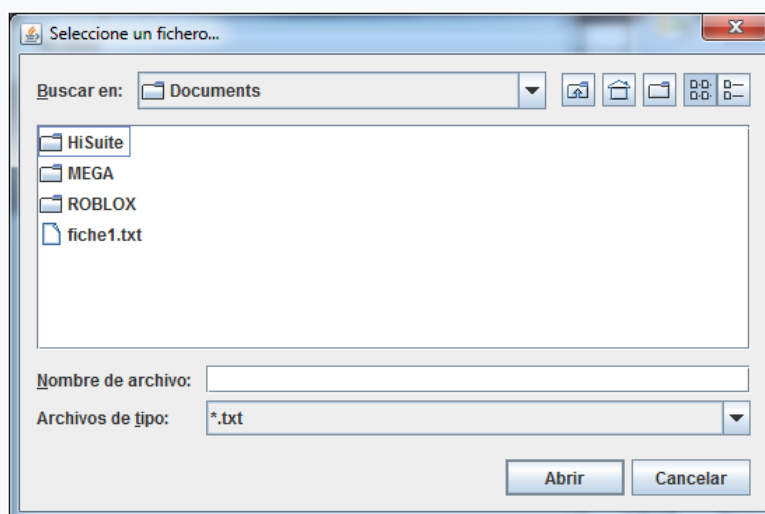 Seleccione un fichero...
Buscar en: Documents
HiSuite
MEGA
ROBLOX
fiche1.txt
Nombre de archivo:
Archivos de tipo: *.txt
Abrir Cancelar